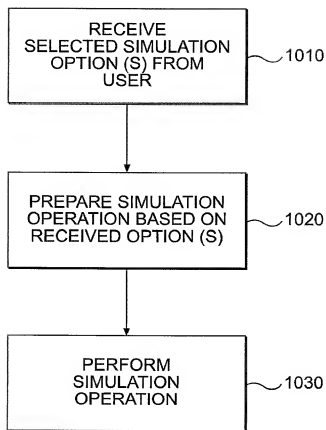 RECEIVE
SELECTED SIMULATION
OPTION (S) FROM
USER
1010
PREPARE SIMULATION
OPERATION BASED ON
RECEIVED OPTION (S)
1020
PERFORM
SIMULATION
OPERATION
1030